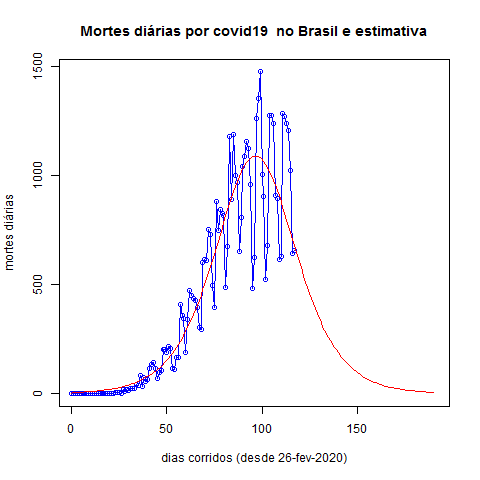 Mortes diárias por covid19 no Brasil e estimativa
mortes diárias
1500
1000
500
0
0 50 100 150
dias corridos (desde 26-fev-2020)